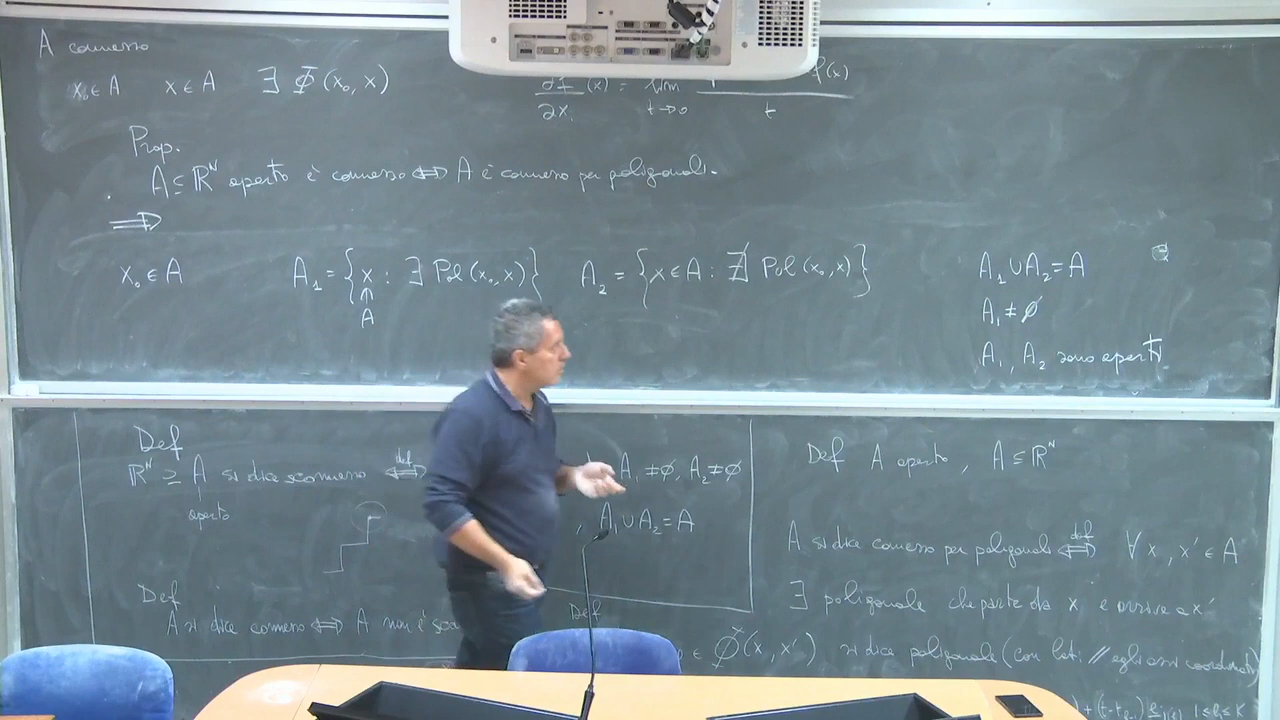 A connesso
x₀ ∈ A x ∈ A ∃ Φ(x₀, x)
∂f/∂x (x) = lim t→0 f(x) / t
Prop.
A ⊆ ℝᴺ aperto è connesso ⟺ A è connesso per poligonali.
⟹
x₀ ∈ A A₁ = {x : ∃ Pol(x₀, x)} A₂ = {x ∈ A : ∄ Pol(x₀, x)} A₁ ∪ A₂ = A
↑ A
A₁ ≠ ∅
A₁, A₂ sono aperti
Def
ℝᴺ ⊇ A si dice sconnesso ⟺ def A₁ ≠ ∅, A₂ ≠ ∅
aperto
, A₁ ∪ A₂ = A
Def
A si dice connesso ⟺ A non è
Def
Def A aperto, A ⊆ ℝᴺ
A si dice connesso per poligonali ⟺ def ∀ x, x' ∈ A
∃ poligonale che parte da x e arriva a x'
∈ Φ(x, x') si dice poligonale (con lati // agli assi coordinati)
1 ≤ k ≤ K